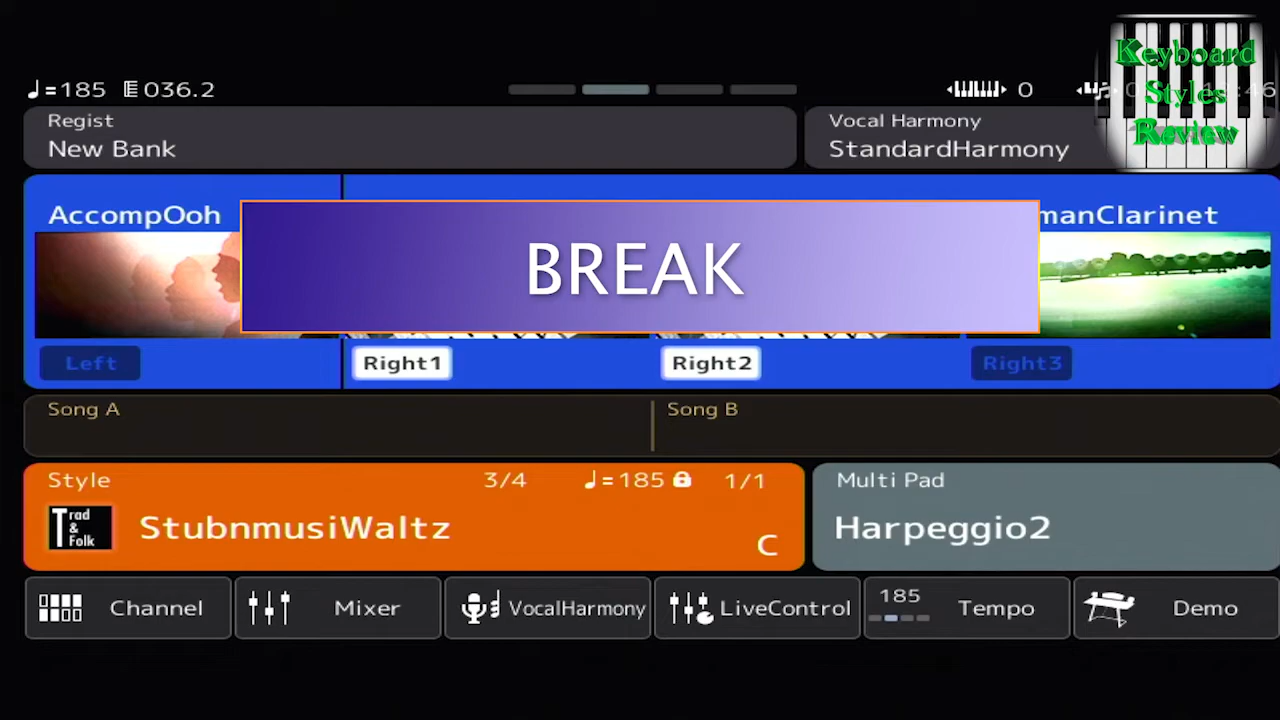 ♩=185 036.2 0 46
Keyboard
Styles
Review
Regist
New Bank
Vocal Harmony
StandardHarmony
AccompOoh
manClarinet
BREAK
Left
Right1
Right2
Right3
Song A
Song B
Style 3/4 ♩=185 1/1
Trad & Folk
StubnmusiWaltz
C
Multi Pad
Harpeggio2
Channel
Mixer
VocalHarmony
LiveControl
185
Tempo
Demo